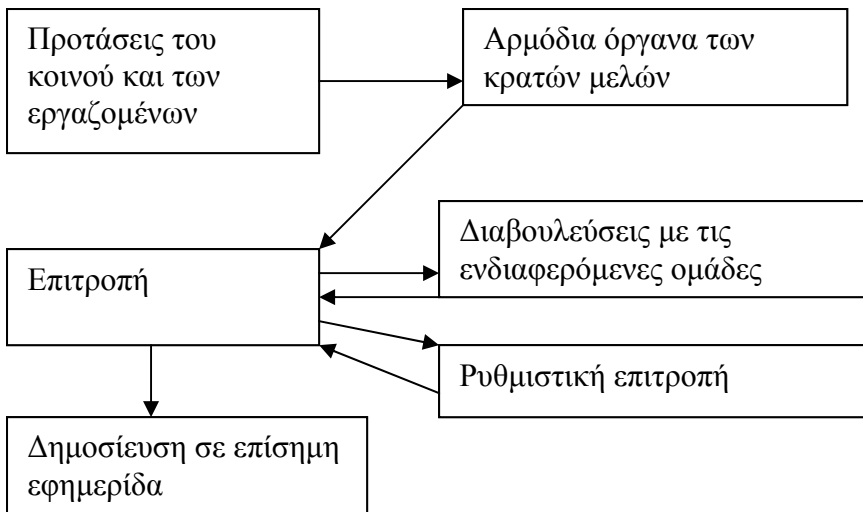 Προτάσεις του
κοινού και των
εργαζομένων
Αρμόδια όργανα των
κρατών μελών
Διαβουλεύσεις με τις
ενδιαφερόμενες ομάδες
Επιτροπή
Ρυθμιστική επιτροπή
Δημοσίευση σε επίσημη
εφημερίδα